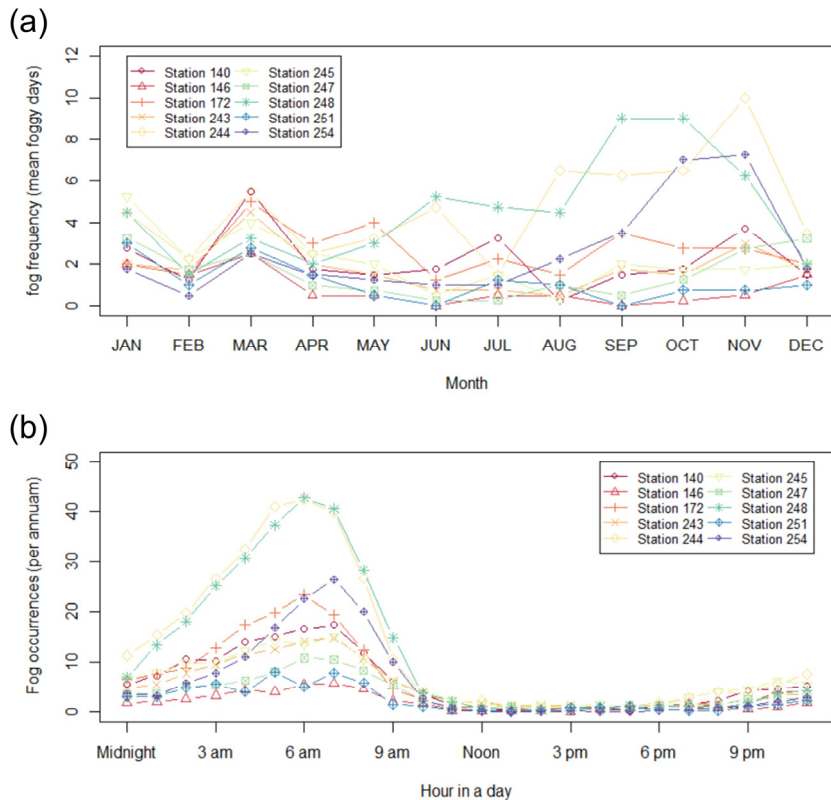 (a)
fog frequency (mean foggy days)
12
10
8
6
4
2
0
Station 140 Station 245
Station 146 Station 247
Station 172 Station 248
Station 243 Station 251
Station 244 Station 254
JAN FEB MAR APR MAY JUN JUL AUG SEP OCT NOV DEC
Month
(b)
Fog occurrences (per annuam)
50
40
30
20
10
0
Station 140 Station 245
Station 146 Station 247
Station 172 Station 248
Station 243 Station 251
Station 244 Station 254
Midnight 3 am 6 am 9 am Noon 3 pm 6 pm 9 pm
Hour in a day